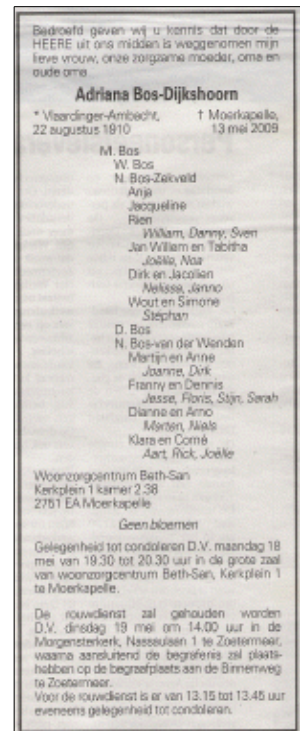 Bedroefd geven wij u kennis dat door de
HEERE uit ons midden is weggenomen mijn
lieve vrouw, onze zorgzame moeder, oma en
oude oma
Adriana Bos-Dijkshoorn
* Vlaardinger-Ambacht, † Moerkapelle,
22 augustus 1910 13 mei 2009
M. Bos
W. Bos
N. Bos-Zekveld
Anja
Jacqueline
Rien
William, Danny, Sven
Jan Willem en Tabitha
Joëlle, Noa
Dirk en Jacolien
Nelisse, Janno
Wout en Simone
Stéphan
D. Bos
N. Bos-van der Wenden
Martijn en Anne
Joanne, Dirk
Franny en Dennis
Jesse, Floris, Stijn, Sarah
Dianne en Arno
Marten, Niels
Klara en Corné
Aart, Rick, Joëlle
Woonzorgcentrum Beth-San
Kerkplein 1 kamer 2.38
2751 EA Moerkapelle
Geen bloemen
Gelegenheid tot condoleren D.V. maandag 18
mei van 19.30 tot 20.30 uur in de grote zaal
van woonzorgcentrum Beth-San, Kerkplein 1
te Moerkapelle.
De rouwdienst zal gehouden worden
D.V. dinsdag 19 mei om 14.00 uur in de
Morgensterkerk, Nassaulaan 1 te Zoetermeer,
waarna aansluitend de begrafenis zal plaats-
hebben op de begraafplaats aan de Binnenweg
te Zoetermeer.
Voor de rouwdienst is er van 13.15 tot 13.45 uur
eveneens gelegenheid tot condoleren.